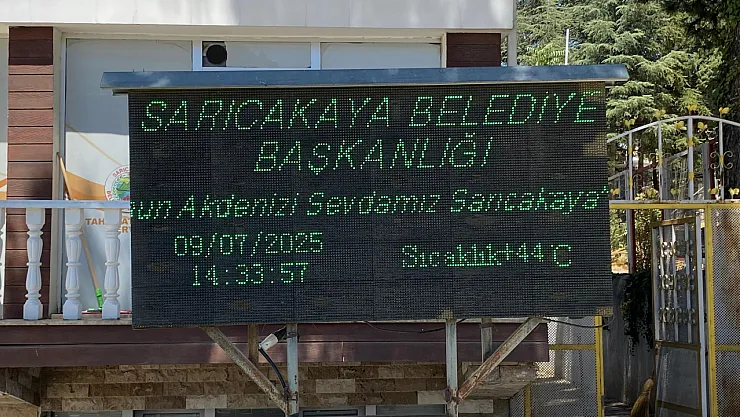 SARICAKAYA BELEDİYE
BAŞKANLIĞI
un Akdenizi Sevdamız Sarıcakaya
09/07/2025
14:33:57
Sıcaklık+44°C